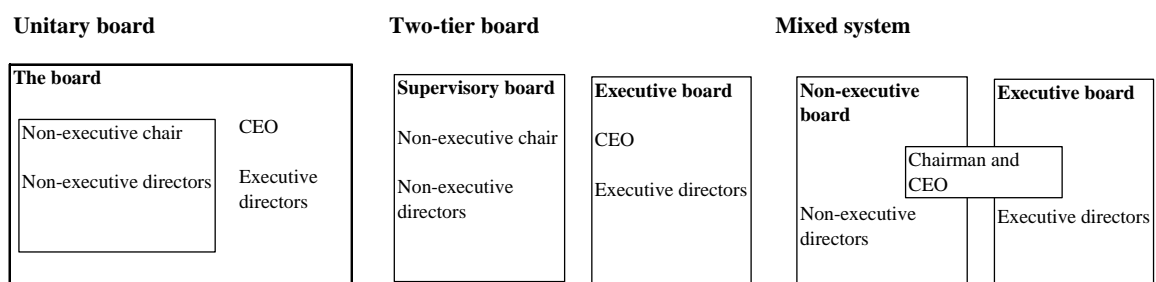 Unitary board
Two-tier board
Mixed system
The board
Non-executive chair
Non-executive directors
CEO
Executive
directors
Supervisory board
Non-executive chair
Non-executive
directors
Executive board
CEO
Executive directors
Non-executive
board
Non-executive
directors
Chairman and
CEO
Executive board
Executive directors